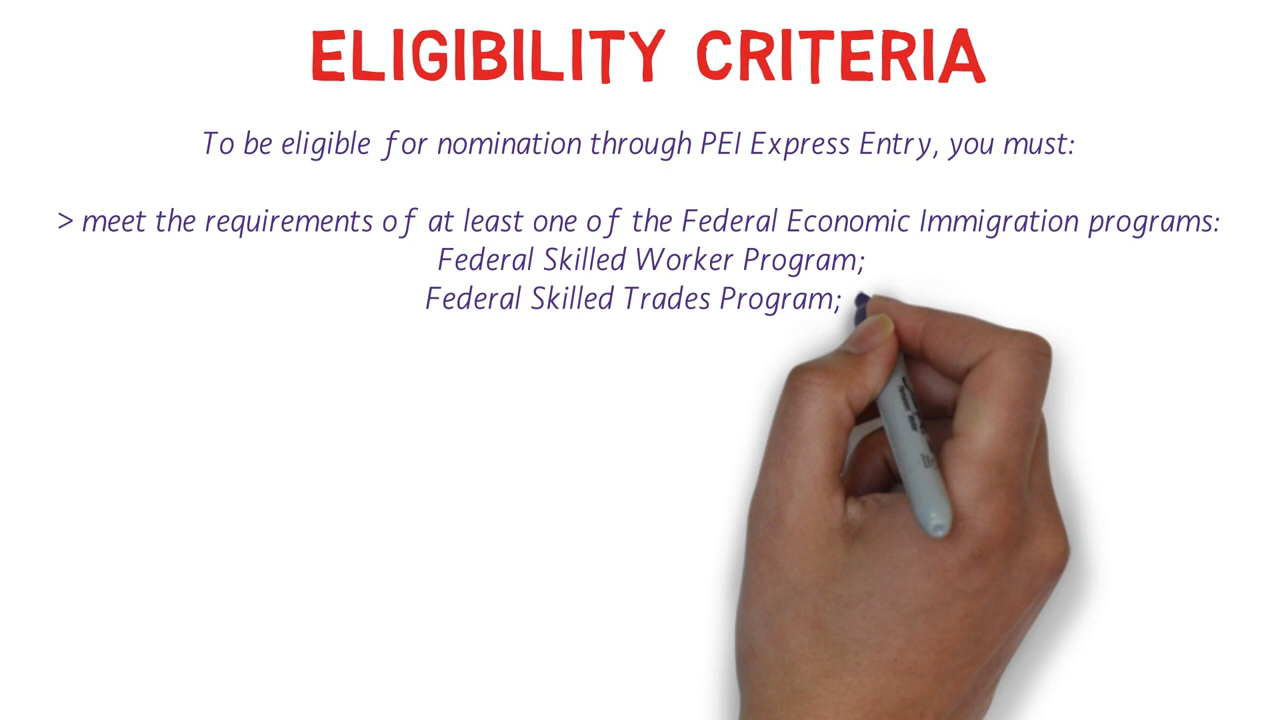 ELIGIBILITY CRITERIA
To be eligible for nomination through PEI Express Entry, you must:
> meet the requirements of at least one of the Federal Economic Immigration programs:
Federal Skilled Worker Program;
Federal Skilled Trades Program;